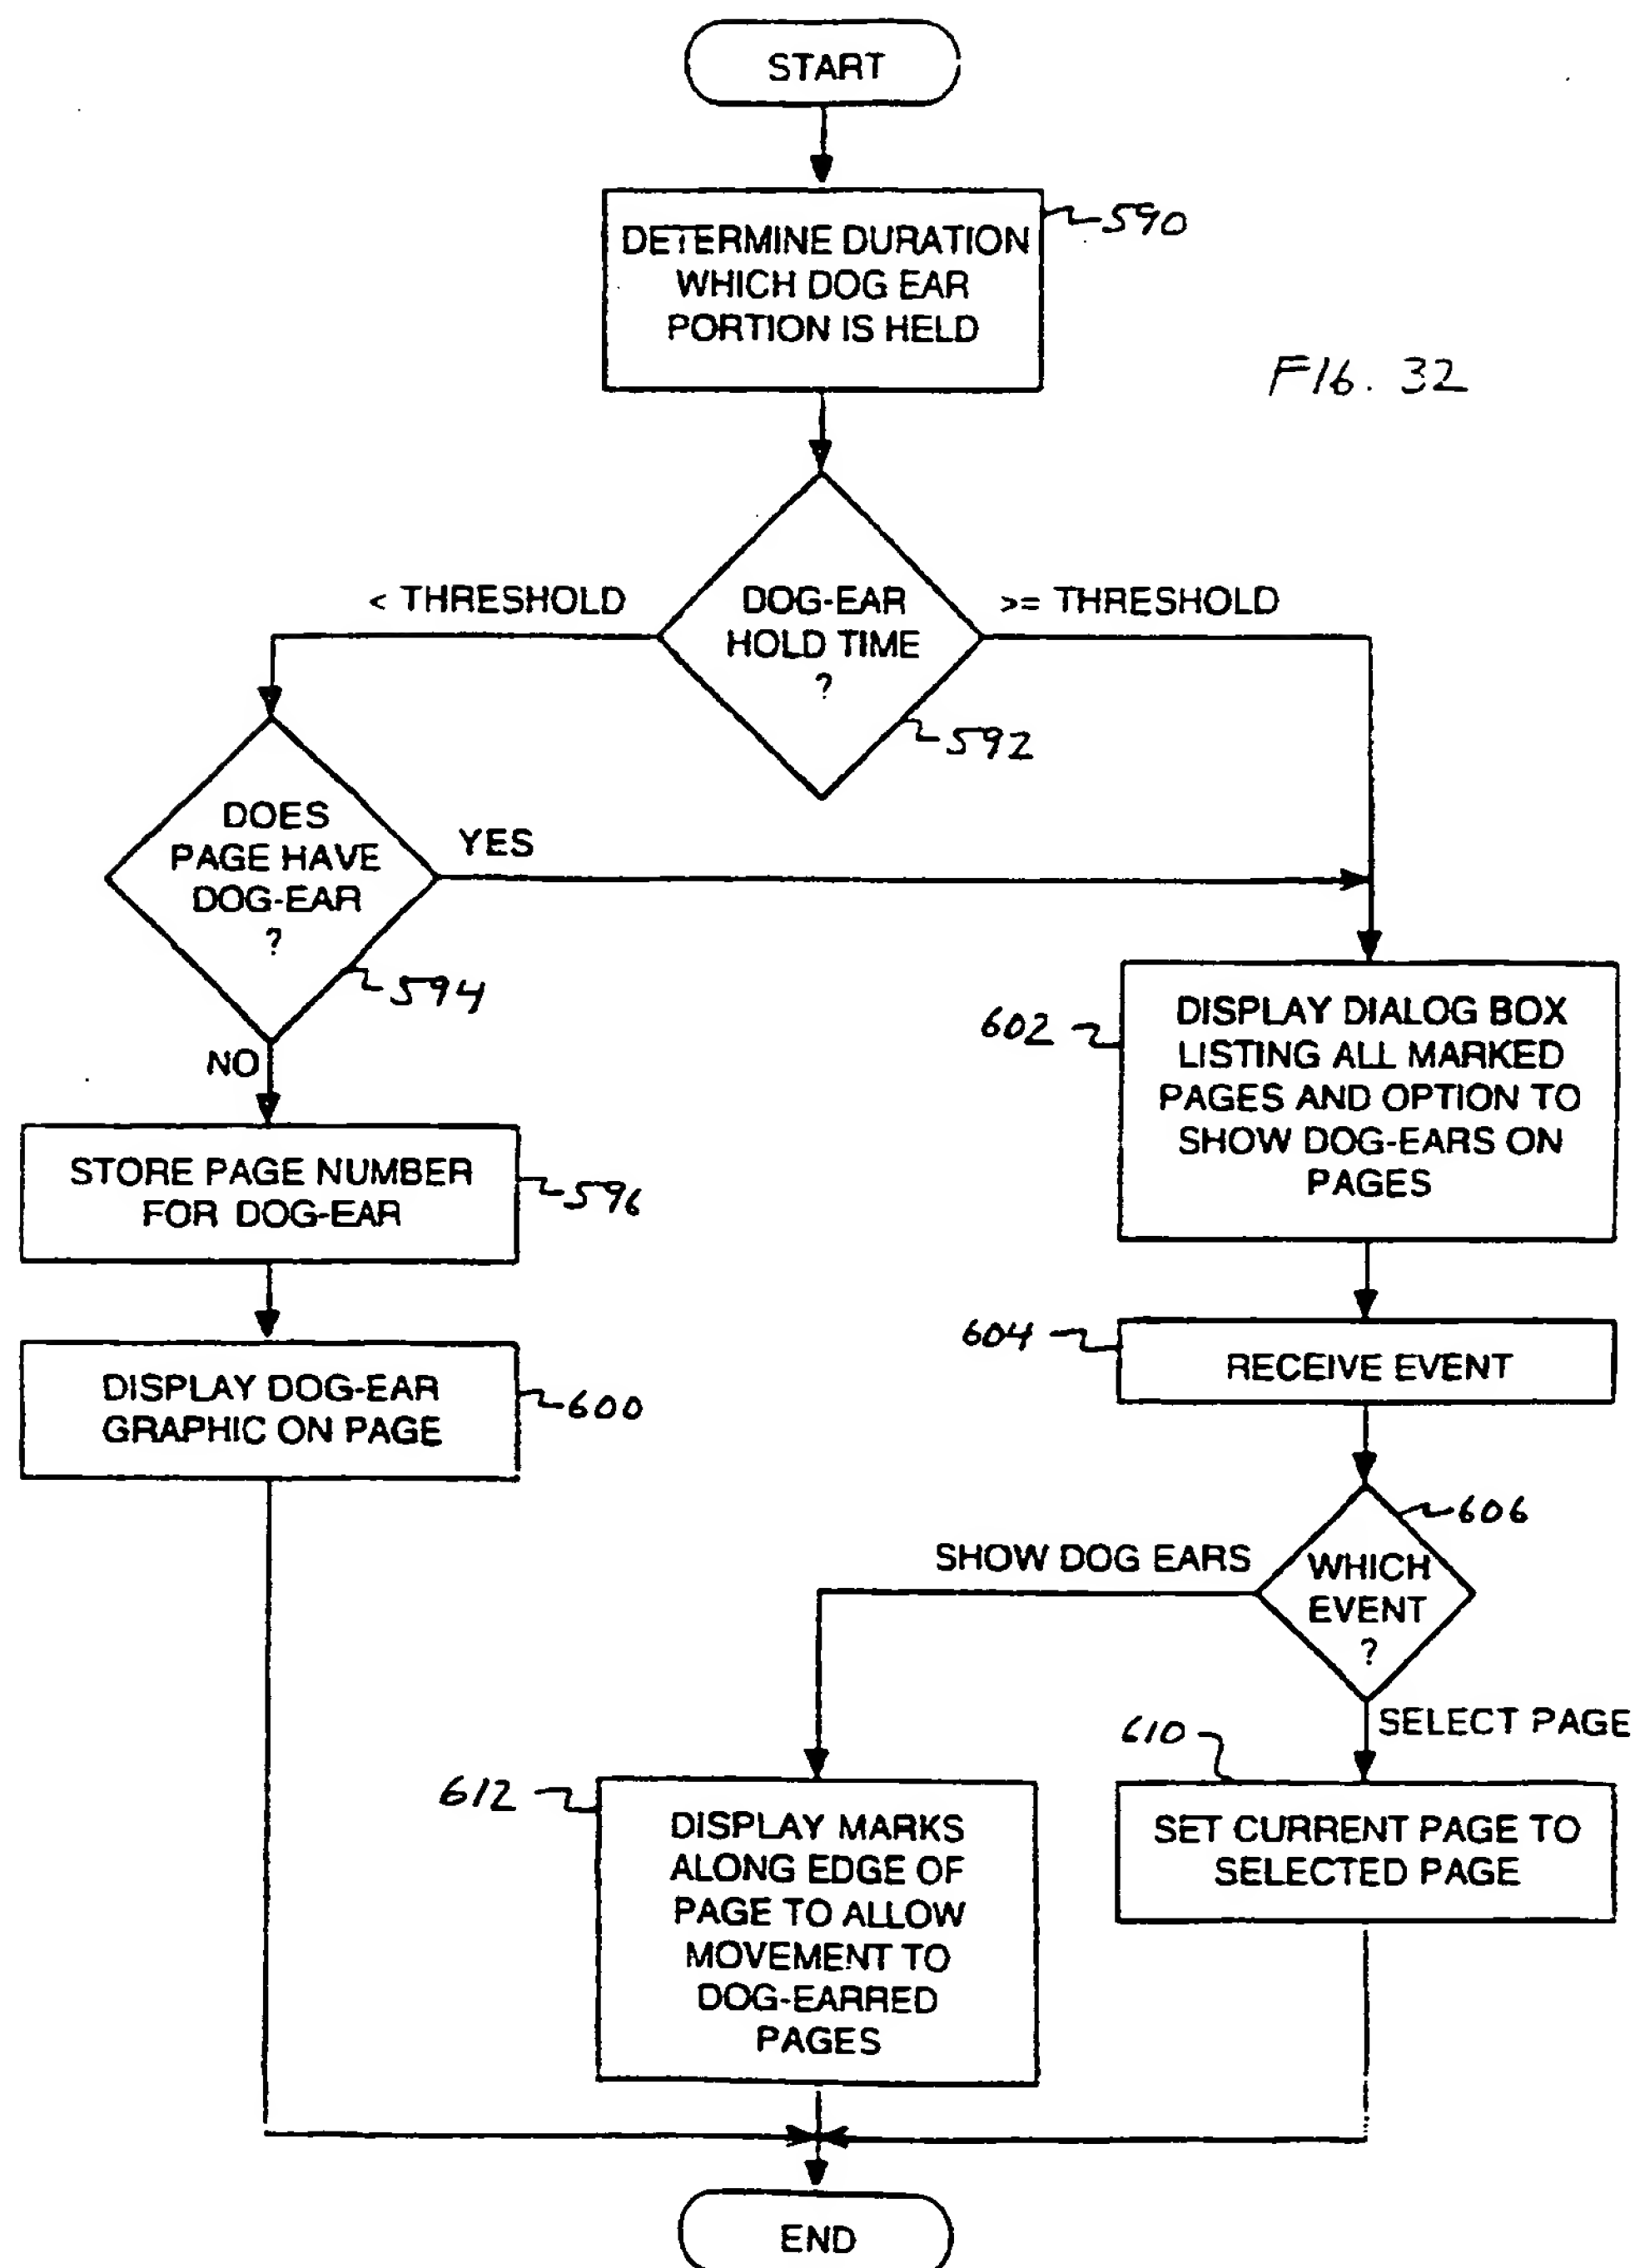 START
DETERMINE DURATION
WHICH DOG EAR
PORTION IS HELD
590
FIG. 32
< THRESHOLD
DOG-EAR
HOLD TIME
?
>= THRESHOLD
592
DOES
PAGE HAVE
DOG-EAR
?
YES
594
NO
602
DISPLAY DIALOG BOX
LISTING ALL MARKED
PAGES AND OPTION TO
SHOW DOG-EARS ON
PAGES
STORE PAGE NUMBER
FOR DOG-EAR
596
604
RECEIVE EVENT
DISPLAY DOG-EAR
GRAPHIC ON PAGE
600
606
SHOW DOG EARS
WHICH
EVENT
?
SELECT PAGE
610
612
DISPLAY MARKS
ALONG EDGE OF
PAGE TO ALLOW
MOVEMENT TO
DOG-EARRED
PAGES
SET CURRENT PAGE TO
SELECTED PAGE
END